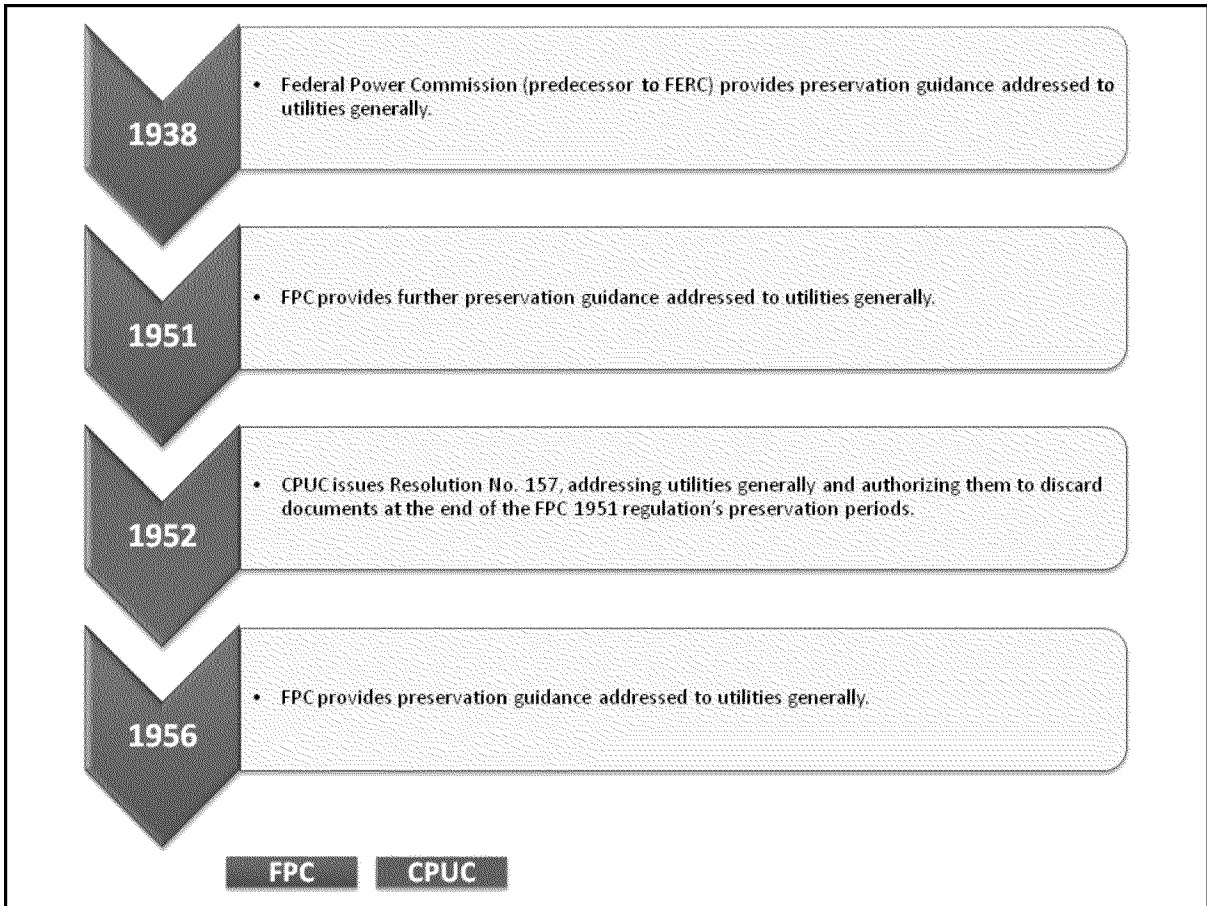 1938
• Federal Power Commission (predecessor to FERC) provides preservation guidance addressed to
utilities generally.
1951
• FPC provides further preservation guidance addressed to utilities generally.
1952
• CPUC issues Resolution No. 157, addressing utilities generally and authorizing them to discard
documents at the end of the FPC 1951 regulation's preservation periods.
1956
• FPC provides preservation guidance addressed to utilities generally.
FPC CPUC